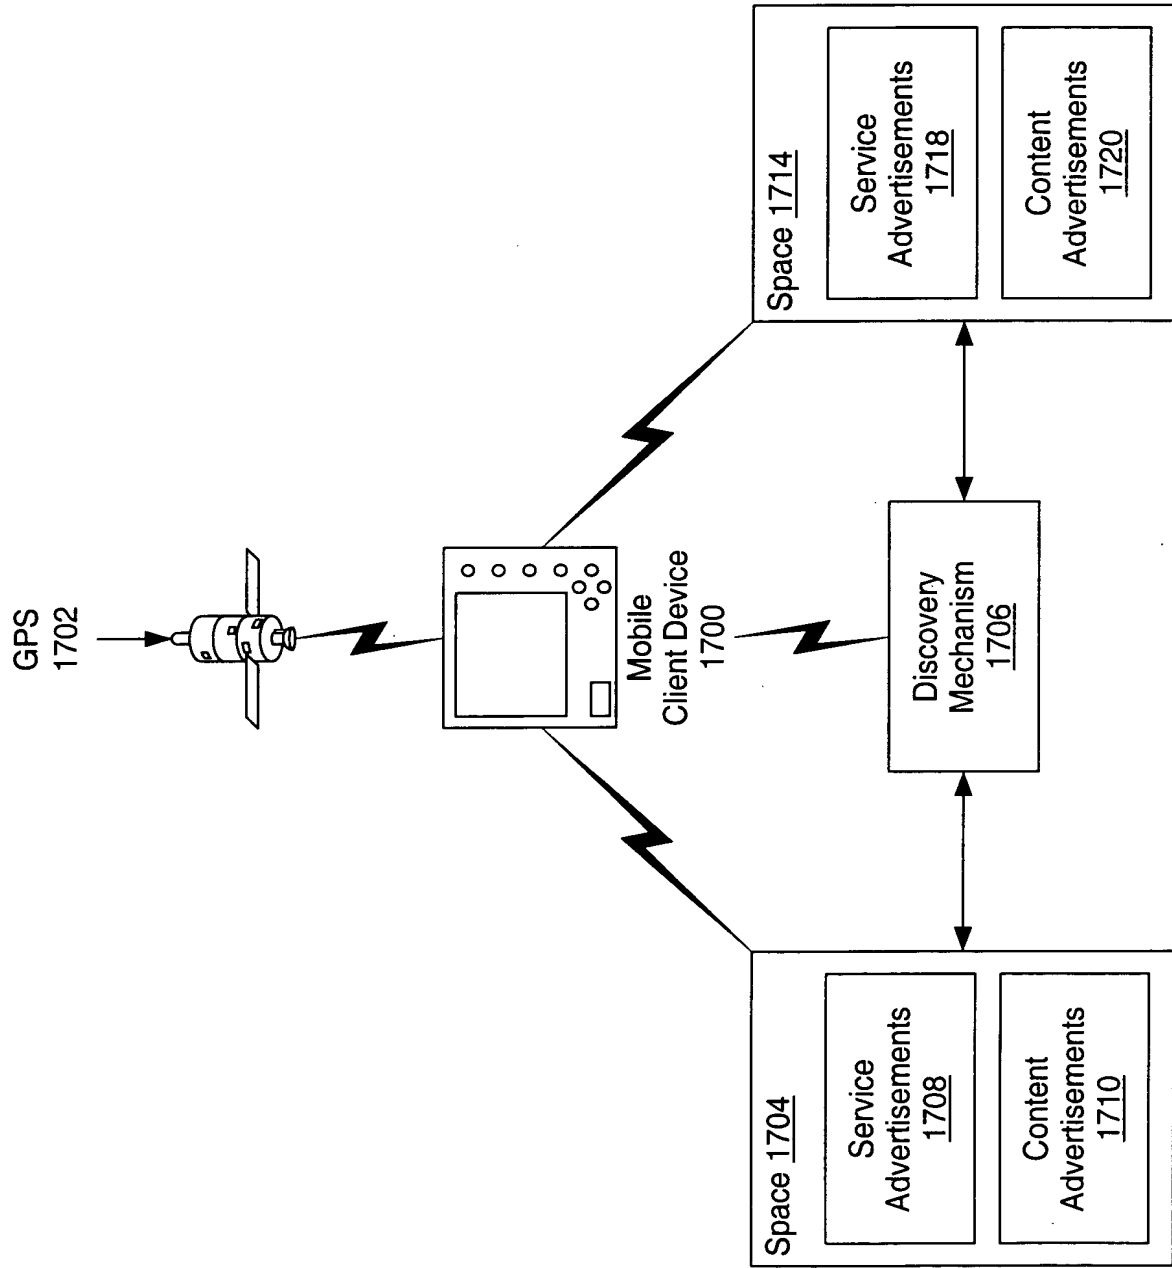 GPS
1702
Mobile
Client Device
1700
Discovery
Mechanism
1706
Space 1704
Service
Advertisements
1708
Content
Advertisements
1710
Space 1714
Service
Advertisements
1718
Content
Advertisements
1720